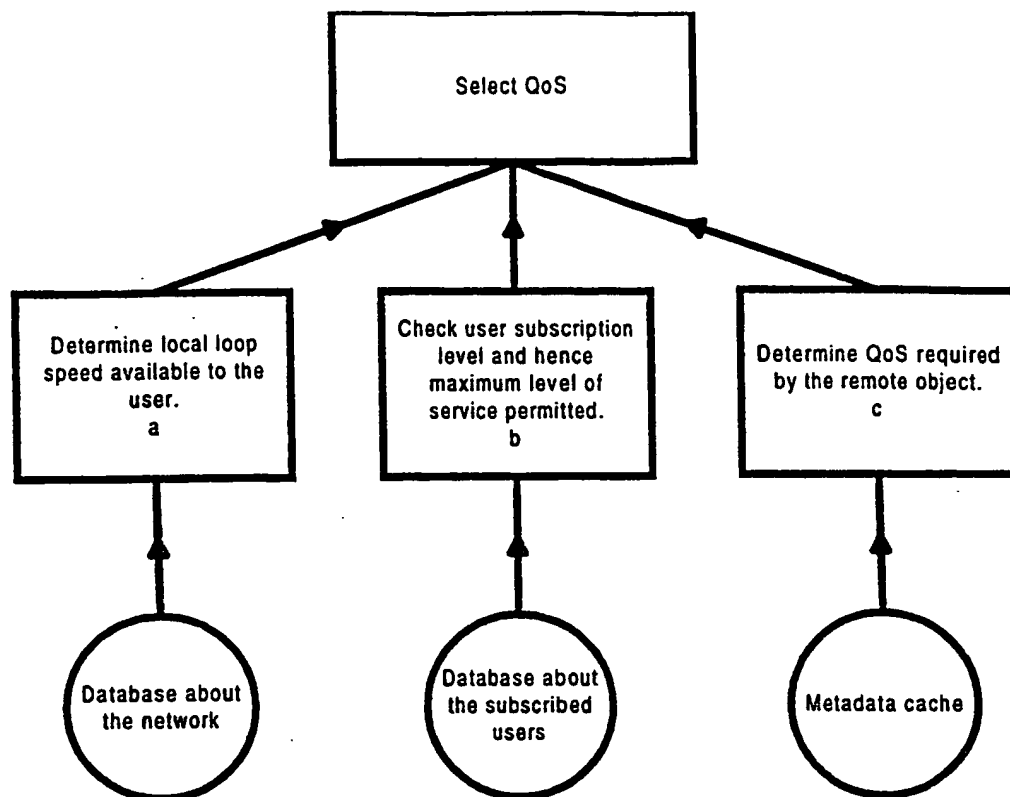 Select QoS
Determine local loop
speed available to the
user.
a
Check user subscription
level and hence
maximum level of
service permitted.
b
Determine QoS required
by the remote object.
c
Database about
the network
Database about
the subscribed
users
Metadata cache